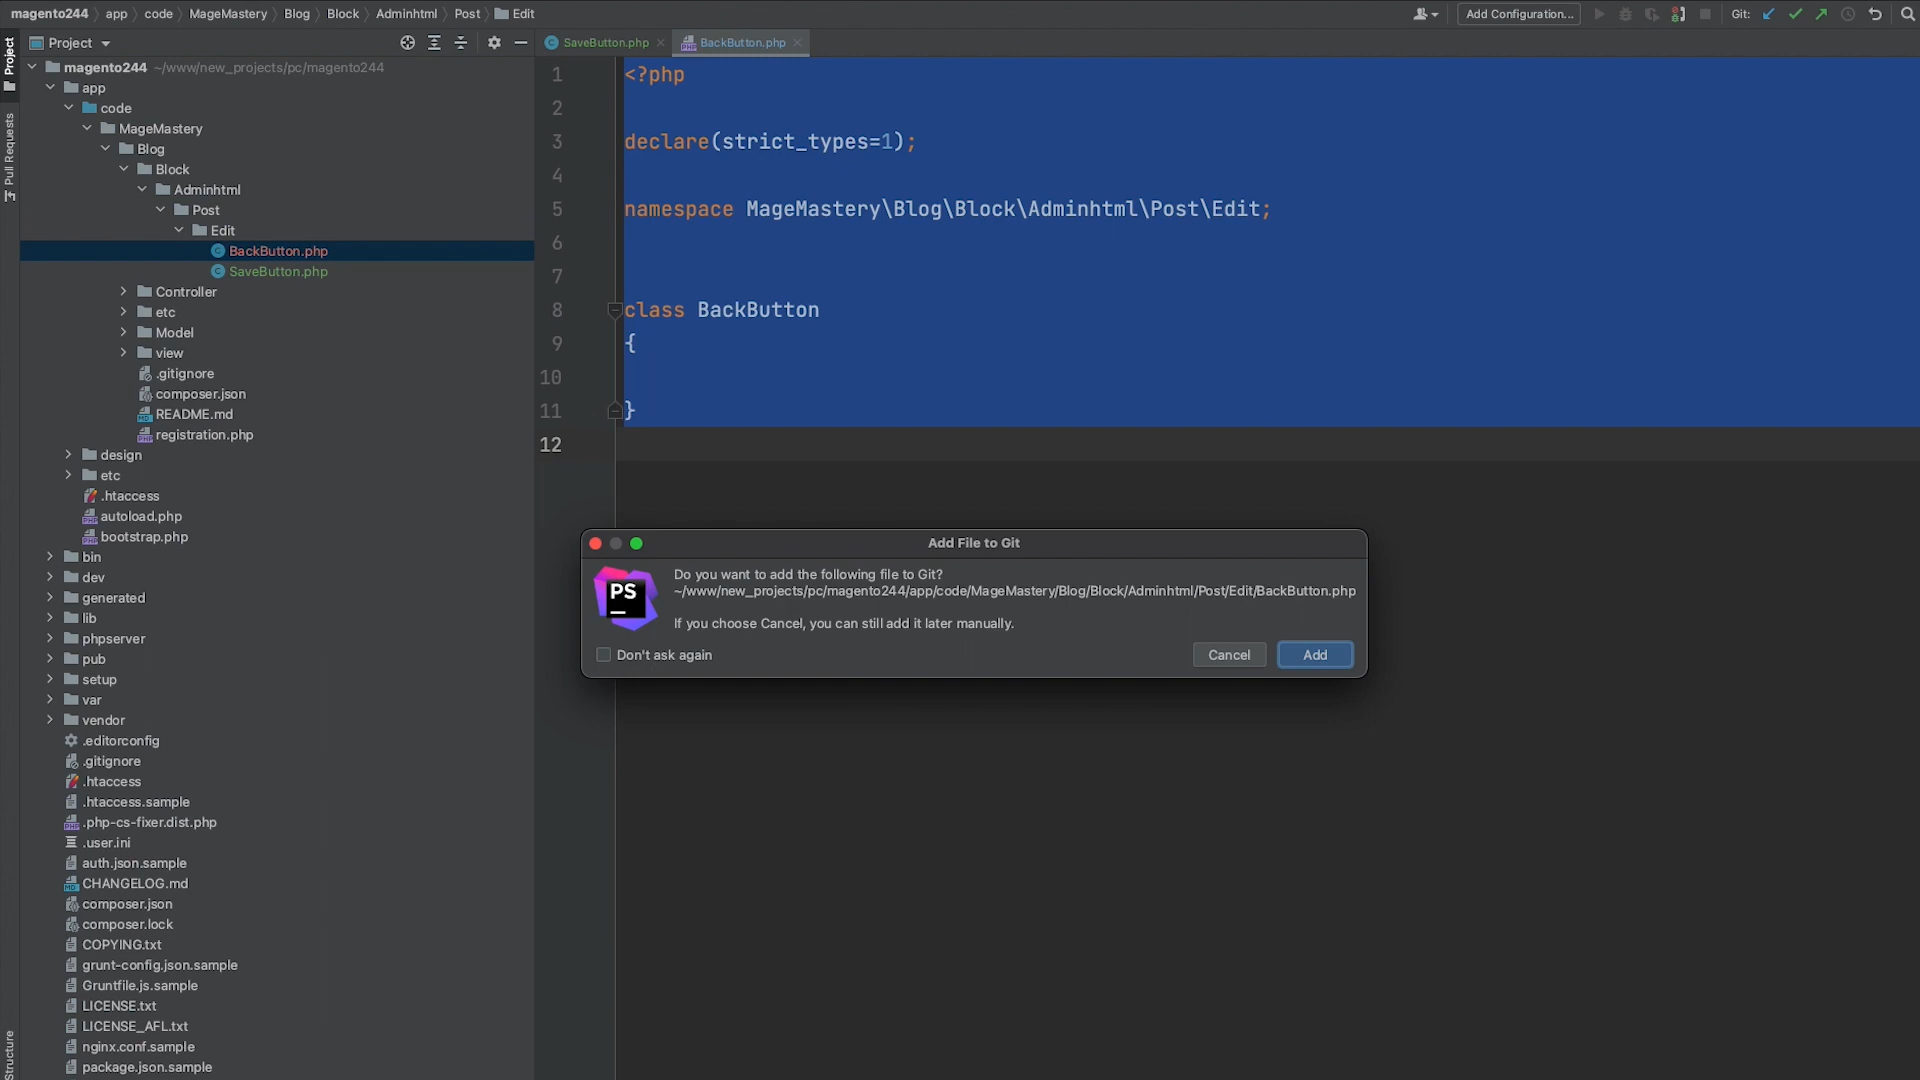 magento244 app code MageMastery Blog Block Adminhtml Post Edit
Add Configuration...
Git:
Project
SaveButton.php
BackButton.php
Project
Pull Requests
Structure
magento244 ~/www/new_projects/pc/magento244
app
code
MageMastery
Blog
Block
Adminhtml
Post
Edit
BackButton.php
SaveButton.php
Controller
etc
Model
view
.gitignore
composer.json
README.md
registration.php
design
etc
.htaccess
autoload.php
bootstrap.php
bin
dev
generated
lib
phpserver
pub
setup
var
vendor
.editorconfig
.gitignore
.htaccess
.htaccess.sample
.php-cs-fixer.dist.php
.user.ini
auth.json.sample
CHANGELOG.md
composer.json
composer.lock
COPYING.txt
grunt-config.json.sample
Gruntfile.js.sample
LICENSE.txt
LICENSE_AFL.txt
nginx.conf.sample
package.json.sample
1 <?php
2
3 declare(strict_types=1);
4
5 namespace MageMastery\Blog\Block\Adminhtml\Post\Edit;
6
7
8 class BackButton
9 {
10
11 }
12
Add File to Git
PS
Do you want to add the following file to Git?
~/www/new_projects/pc/magento244/app/code/MageMastery/Blog/Block/Adminhtml/Post/Edit/BackButton.php
If you choose Cancel, you can still add it later manually.
Don't ask again
Cancel
Add